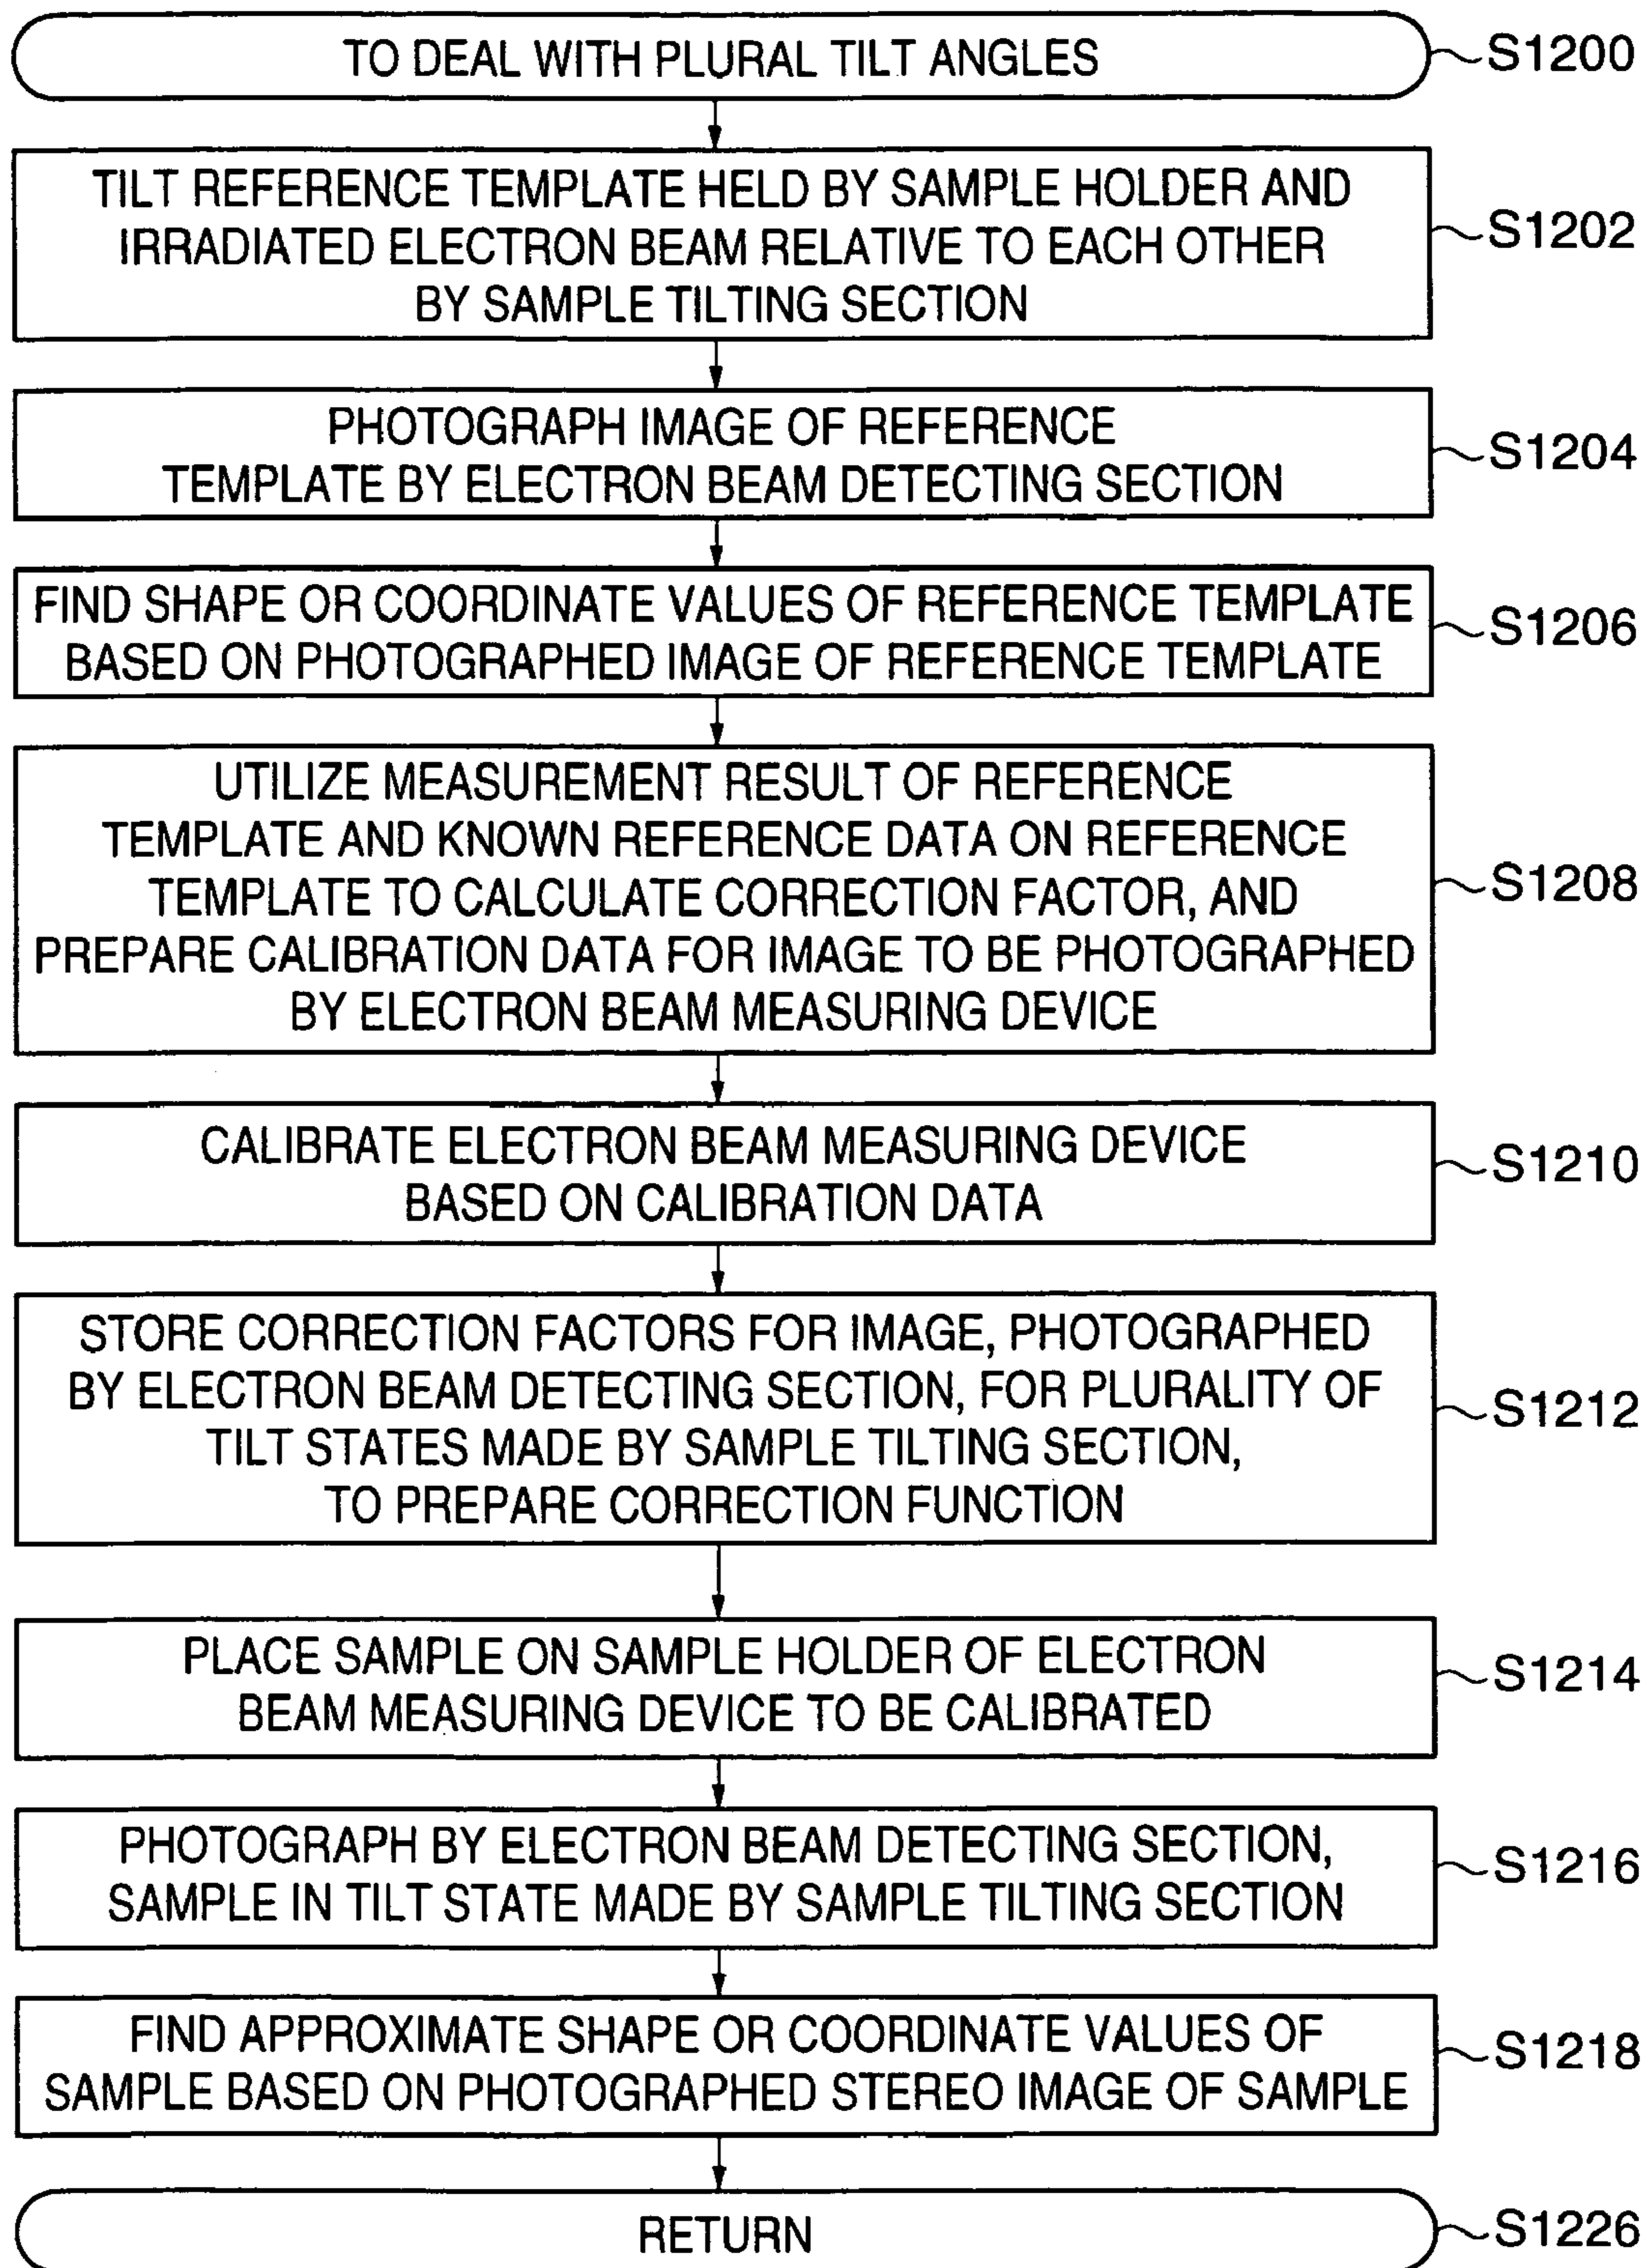 TO DEAL WITH PLURAL TILT ANGLES
S1200
TILT REFERENCE TEMPLATE HELD BY SAMPLE HOLDER AND
IRRADIATED ELECTRON BEAM RELATIVE TO EACH OTHER
BY SAMPLE TILTING SECTION
S1202
PHOTOGRAPH IMAGE OF REFERENCE
TEMPLATE BY ELECTRON BEAM DETECTING SECTION
S1204
FIND SHAPE OR COORDINATE VALUES OF REFERENCE TEMPLATE
BASED ON PHOTOGRAPHED IMAGE OF REFERENCE TEMPLATE
S1206
UTILIZE MEASUREMENT RESULT OF REFERENCE
TEMPLATE AND KNOWN REFERENCE DATA ON REFERENCE
TEMPLATE TO CALCULATE CORRECTION FACTOR, AND
PREPARE CALIBRATION DATA FOR IMAGE TO BE PHOTOGRAPHED
BY ELECTRON BEAM MEASURING DEVICE
S1208
CALIBRATE ELECTRON BEAM MEASURING DEVICE
BASED ON CALIBRATION DATA
S1210
STORE CORRECTION FACTORS FOR IMAGE, PHOTOGRAPHED
BY ELECTRON BEAM DETECTING SECTION, FOR PLURALITY OF
TILT STATES MADE BY SAMPLE TILTING SECTION,
TO PREPARE CORRECTION FUNCTION
S1212
PLACE SAMPLE ON SAMPLE HOLDER OF ELECTRON
BEAM MEASURING DEVICE TO BE CALIBRATED
S1214
PHOTOGRAPH BY ELECTRON BEAM DETECTING SECTION,
SAMPLE IN TILT STATE MADE BY SAMPLE TILTING SECTION
S1216
FIND APPROXIMATE SHAPE OR COORDINATE VALUES OF
SAMPLE BASED ON PHOTOGRAPHED STEREO IMAGE OF SAMPLE
S1218
RETURN
S1226